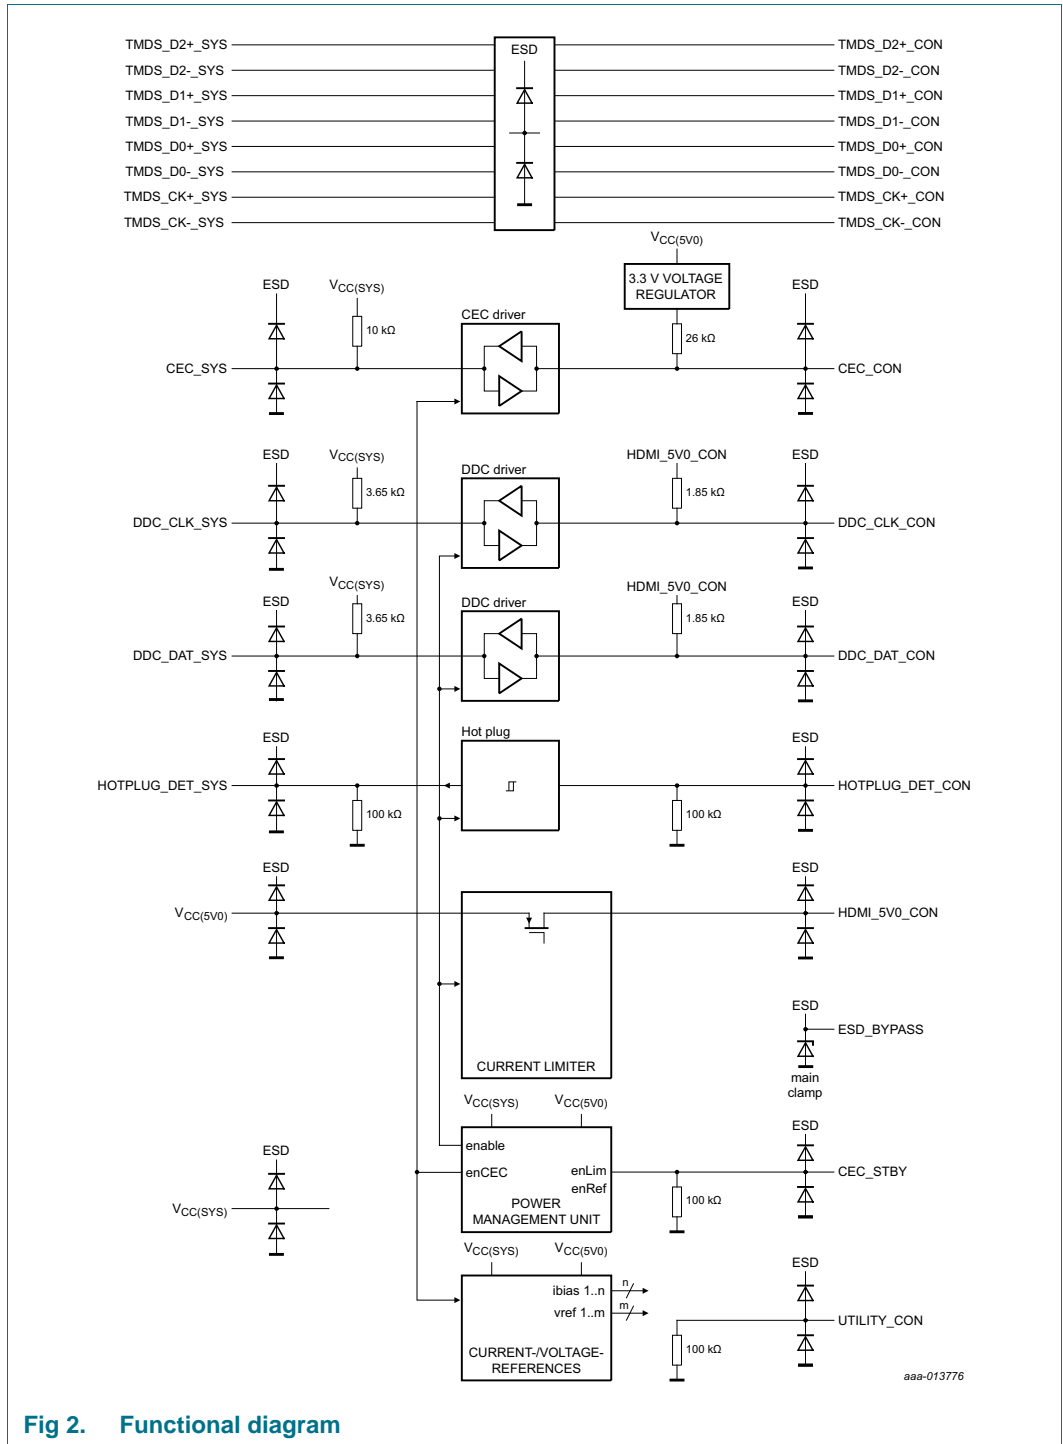 TMDS_D2+_SYS ESD TMDS_D2+_CON
TMDS_D2-_SYS TMDS_D2-_CON
TMDS_D1+_SYS TMDS_D1+_CON
TMDS_D1-_SYS TMDS_D1-_CON
TMDS_D0+_SYS TMDS_D0+_CON
TMDS_D0-_SYS TMDS_D0-_CON
TMDS_CK+_SYS TMDS_CK+_CON
TMDS_CK-_SYS TMDS_CK-_CON
VCC(5V0)
3.3 V VOLTAGE
REGULATOR
ESD VCC(SYS) ESD
CEC driver
10 kΩ 26 kΩ
CEC_SYS CEC_CON
ESD VCC(SYS) HDMI_5V0_CON ESD
DDC driver
3.65 kΩ 1.85 kΩ
DDC_CLK_SYS DDC_CLK_CON
VCC(SYS) HDMI_5V0_CON
ESD DDC driver ESD
3.65 kΩ 1.85 kΩ
DDC_DAT_SYS DDC_DAT_CON
ESD Hot plug ESD
HOTPLUG_DET_SYS HOTPLUG_DET_CON
100 kΩ 100 kΩ
ESD ESD
VCC(5V0) HDMI_5V0_CON
ESD
ESD_BYPASS
CURRENT LIMITER
main
clamp
VCC(SYS) VCC(5V0)
ESD
enable
ESD
enCEC enLim CEC_STBY
enRef
100 kΩ
POWER
MANAGEMENT UNIT
VCC(SYS)
VCC(SYS) VCC(5V0)
ESD
ibias 1..n n
vref 1..m m
UTILITY_CON
100 kΩ
CURRENT-/VOLTAGE-
REFERENCES
aaa-013776
Fig 2. Functional diagram